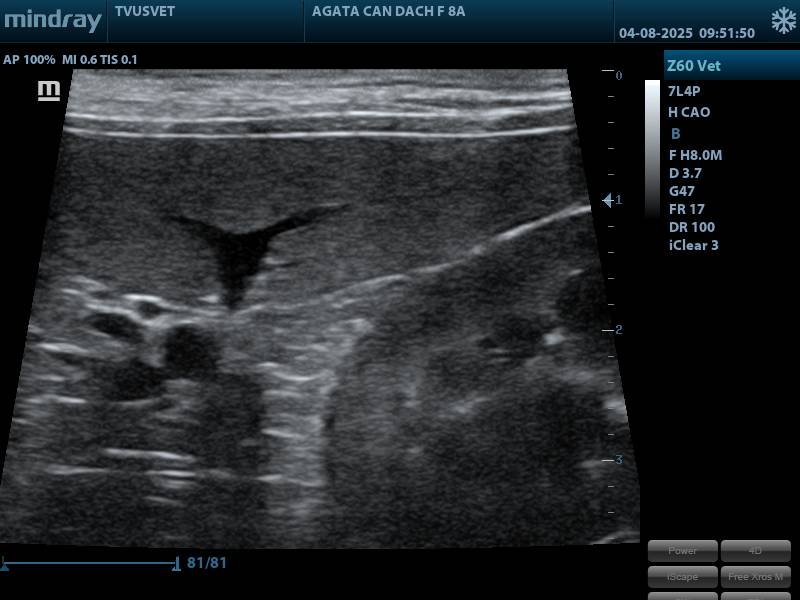 mindray
TVUSVET
AGATA CAN DACH F 8A
04-08-2025 09:51:50
AP 100% MI 0.6 TIS 0.1
m
Z60 Vet
7L4P
H CAO
B
F H8.0M
D 3.7
G47
FR 17
DR 100
iClear 3
0
1
2
3
81/81
Power
4D
iScape
Free Xros M